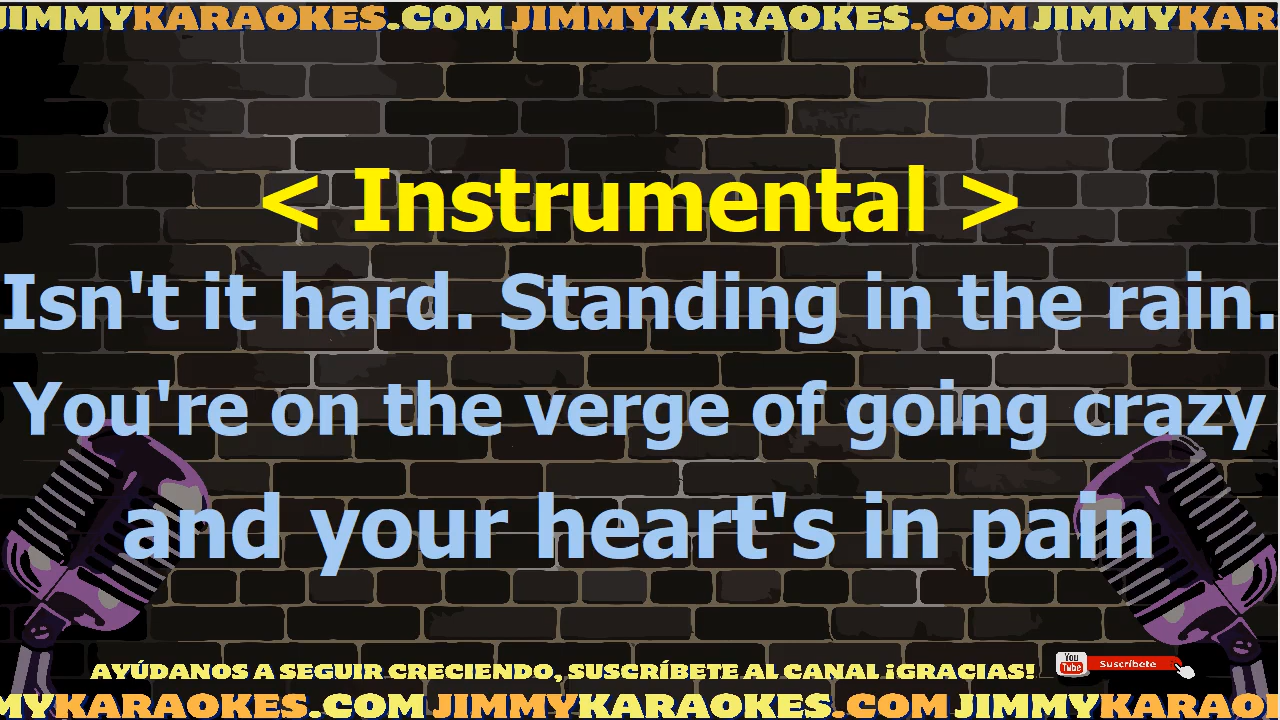 JIMMYKARAOKES.COM JIMMYKARAOKES.COM JIMMYKAR
< Instrumental >
Isn't it hard. Standing in the rain.
You're on the verge of going crazy
and your heart's in pain
AYÚDANOS A SEGUIR CRECIENDO, SUSCRÍBETE AL CANAL ¡GRACIAS!
You Tube Suscríbete
MYKARAOKES.COM JIMMYKARAOKES.COM JIMMYKARAOK